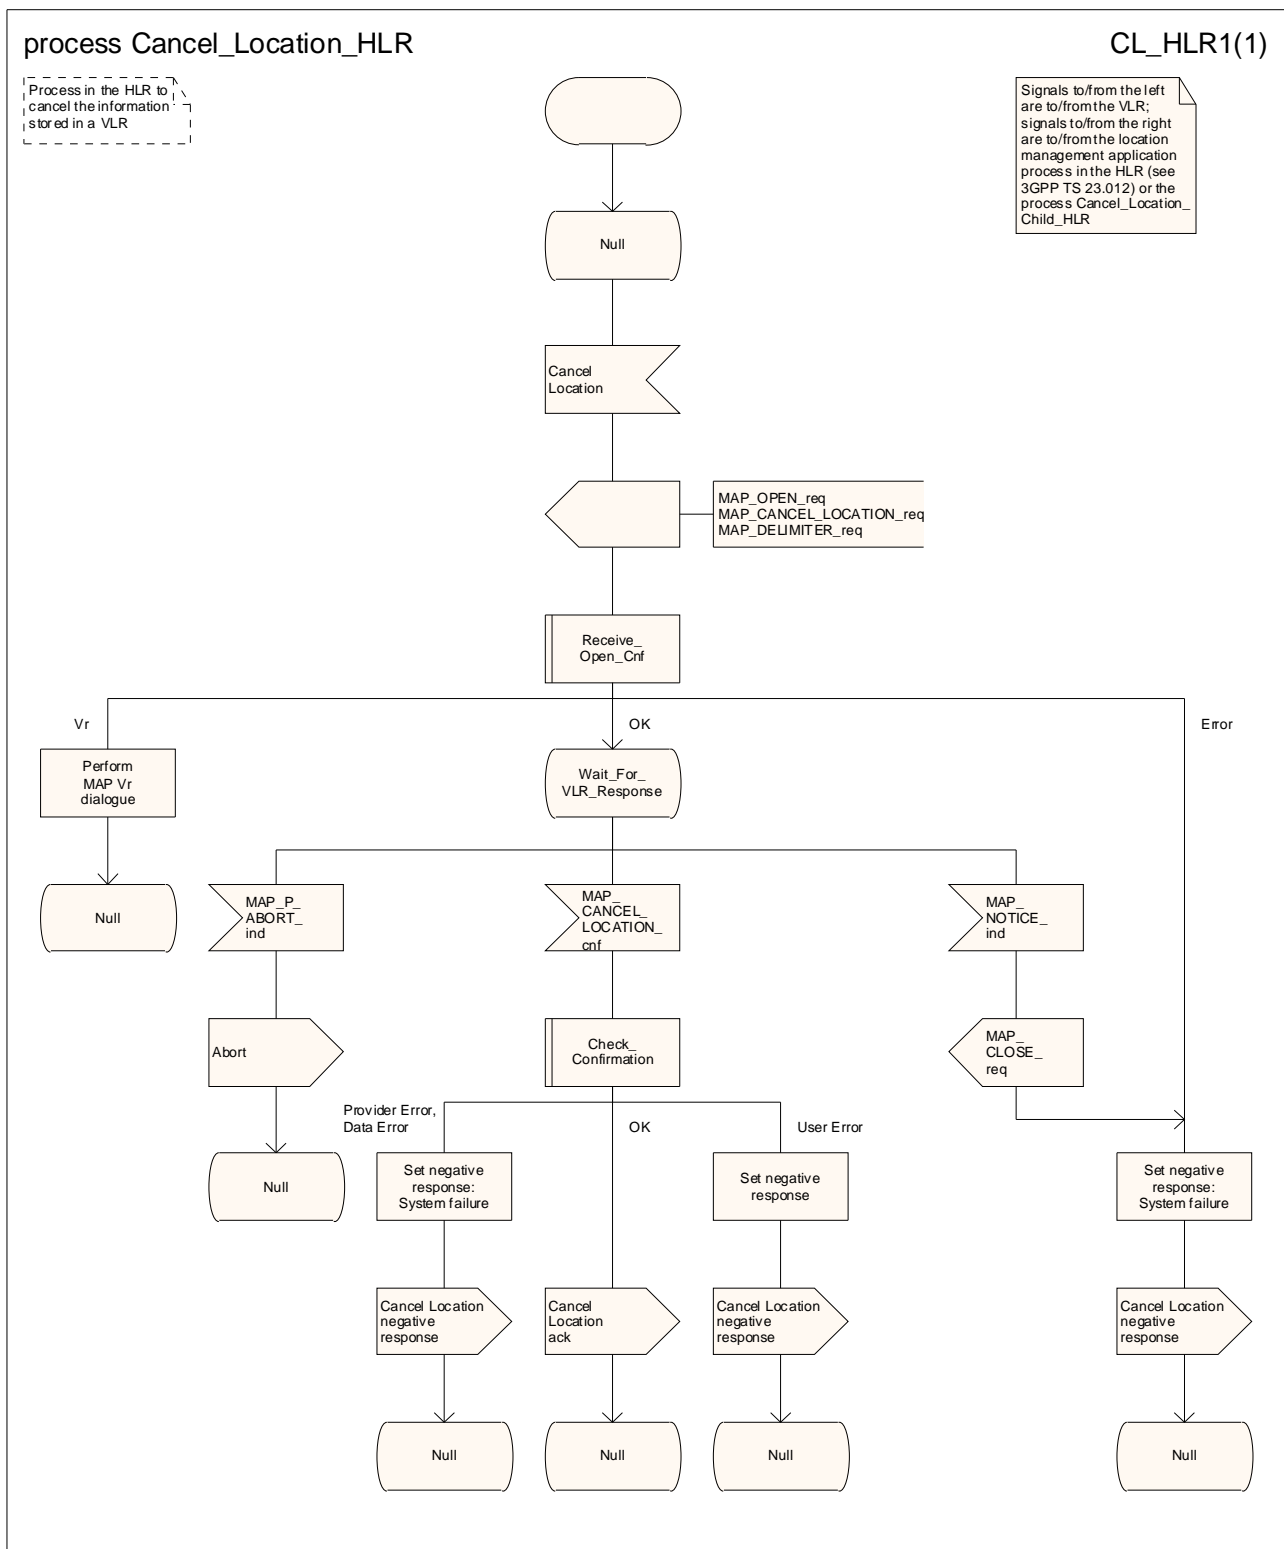 process Cancel_Location_HLR
CL_HLR1(1)
Process in the HLR to
cancel the information
stored in a VLR
Signals to/from the left
are to/from the VLR;
signals to/from the right
are to/from the location
management application
process in the HLR (see
3GPP TS 23.012) or the
process Cancel_Location_
Child_HLR
Null
Cancel
Location
MAP_OPEN_req
MAP_CANCEL_LOCATION_req
MAP_DELIMITER_req
Receive_
Open_Cnf
Vr
OK
Error
Perform
MAP Vr
dialogue
Wait_For_
VLR_Response
Null
MAP_P_
ABORT_
ind
MAP_
CANCEL_
LOCATION_
cnf
MAP_
NOTICE_
ind
Abort
Check_
Confirmation
MAP_
CLOSE_
req
Provider Error,
Data Error
OK
User Error
Null
Set negative
response:
System failure
Set negative
response
Set negative
response:
System failure
Cancel Location
negative
response
Cancel
Location
ack
Cancel Location
negative
response
Cancel Location
negative
response
Null
Null
Null
Null